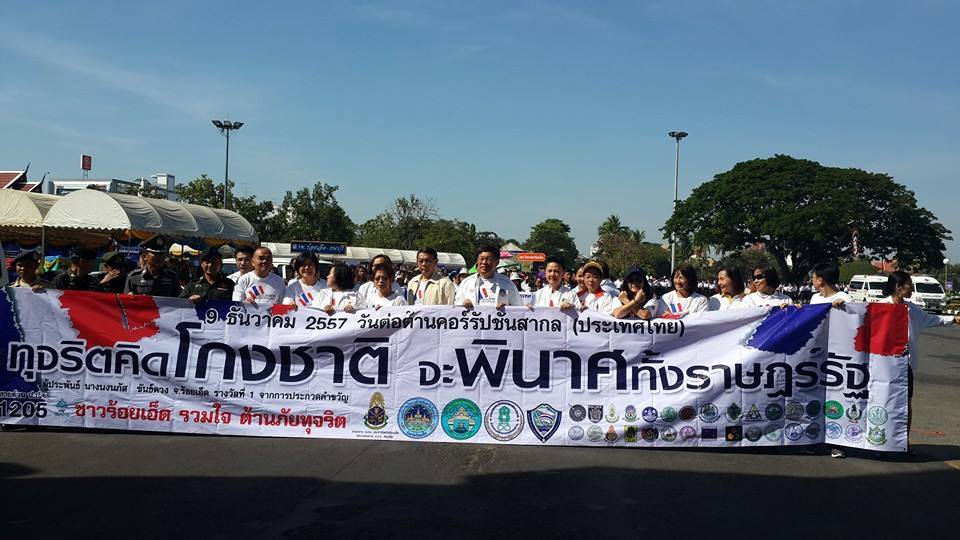 9 ธันวาคม 2557 วันต่อต้านคอร์รัปชันสากล (ประเทศไทย)
ทุจริตคิดโกงชาติ จะพินาศทั้งราษฎร์รัฐ
นางนงนภัส ขันธ์ดวง จ.ร้อยเอ็ด รางวัลที่ 1 จากการประกวดคำขวัญ
1205
ชาวร้อยเอ็ด รวมใจ ต้านภัยทุจริต